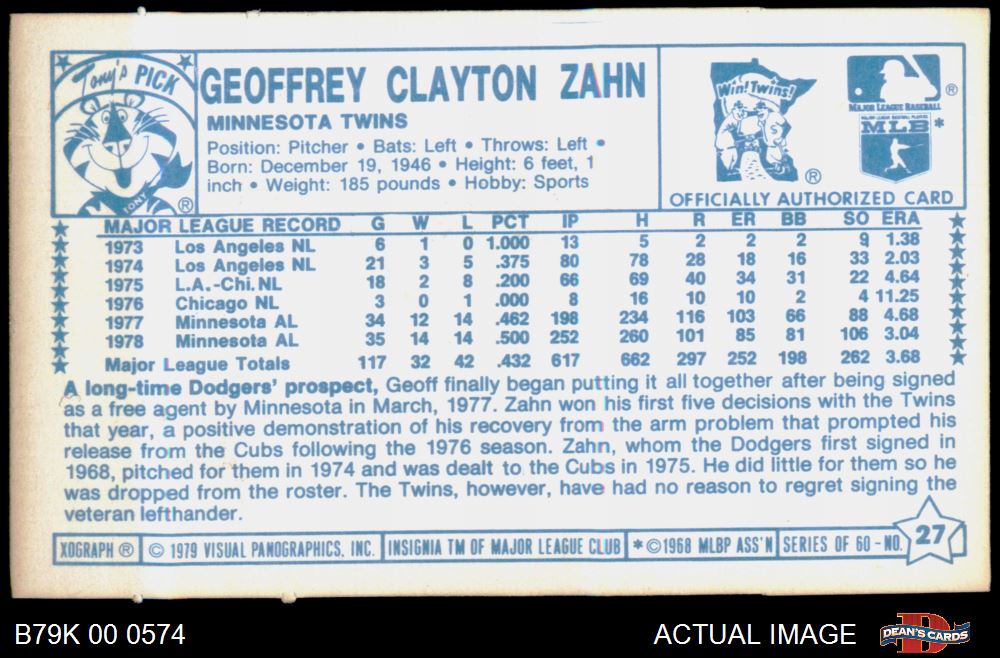 Tony's PICK
TONY
®
GEOFFREY CLAYTON ZAHN
MINNESOTA TWINS
Position: Pitcher • Bats: Left • Throws: Left •
Born: December 19, 1946 • Height: 6 feet, 1
inch • Weight: 185 pounds • Hobby: Sports
Win! Twins!
®
®
MAJOR LEAGUE BASEBALL
MAJOR LEAGUE BASEBALL PLAYERS
MLB *
OFFICIALLY AUTHORIZED CARD
MAJOR LEAGUE RECORD G W L PCT IP H R ER BB SO ERA
1973 Los Angeles NL 6 1 0 1.000 13 5 2 2 2 9 1.38
1974 Los Angeles NL 21 3 5 .375 80 78 28 18 16 33 2.03
1975 L.A.-Chi. NL 18 2 8 .200 66 69 40 34 31 22 4.64
1976 Chicago NL 3 0 1 .000 8 16 10 10 2 4 11.25
1977 Minnesota AL 34 12 14 .462 198 234 116 103 66 88 4.68
1978 Minnesota AL 35 14 14 .500 252 260 101 85 81 106 3.04
Major League Totals 117 32 42 .432 617 662 297 252 198 262 3.68
A long-time Dodgers' prospect, Geoff finally began putting it all together after being signed
as a free agent by Minnesota in March, 1977. Zahn won his first five decisions with the Twins
that year, a positive demonstration of his recovery from the arm problem that prompted his
release from the Cubs following the 1976 season. Zahn, whom the Dodgers first signed in
1968, pitched for them in 1974 and was dealt to the Cubs in 1975. He did little for them so he
was dropped from the roster. The Twins, however, have had no reason to regret signing the
veteran lefthander.
XOGRAPH ® © 1979 VISUAL PANOGRAPHICS, INC. INSIGNIA TM OF MAJOR LEAGUE CLUB *©1968 MLBP ASS'N SERIES OF 60 - NO. 27
B79K 00 0574
ACTUAL IMAGE
DEAN'S CARDS